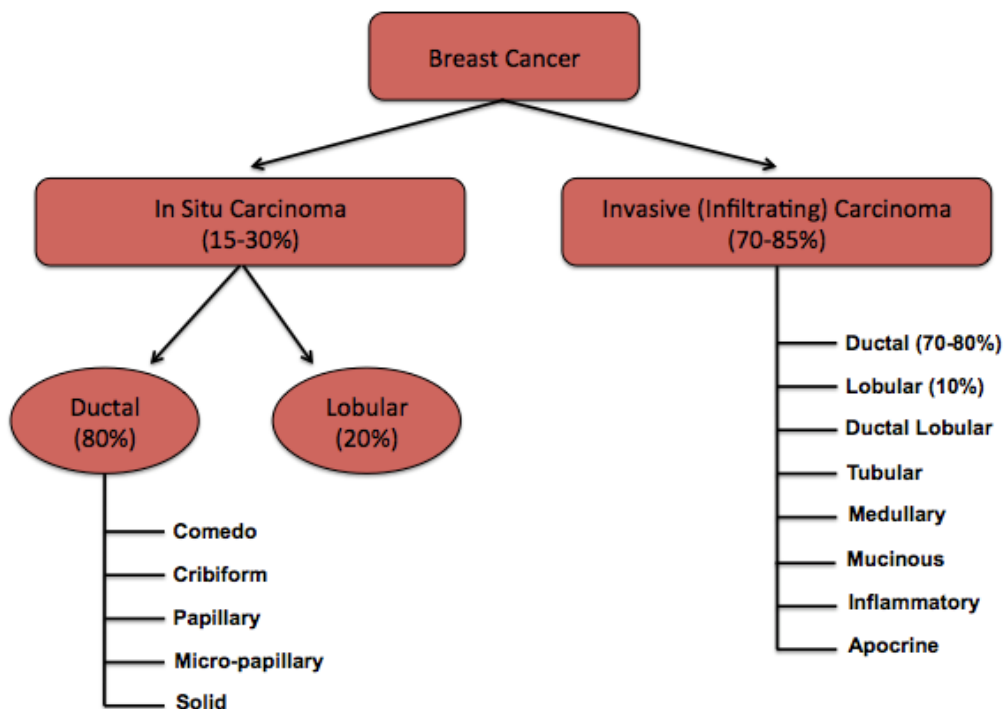 Breast Cancer
In Situ Carcinoma
(15-30%)
Invasive (Infiltrating) Carcinoma
(70-85%)
Ductal
(80%)
Lobular
(20%)
Comedo
Cribiform
Papillary
Micro-papillary
Solid
Ductal (70-80%)
Lobular (10%)
Ductal Lobular
Tubular
Medullary
Mucinous
Inflammatory
Apocrine